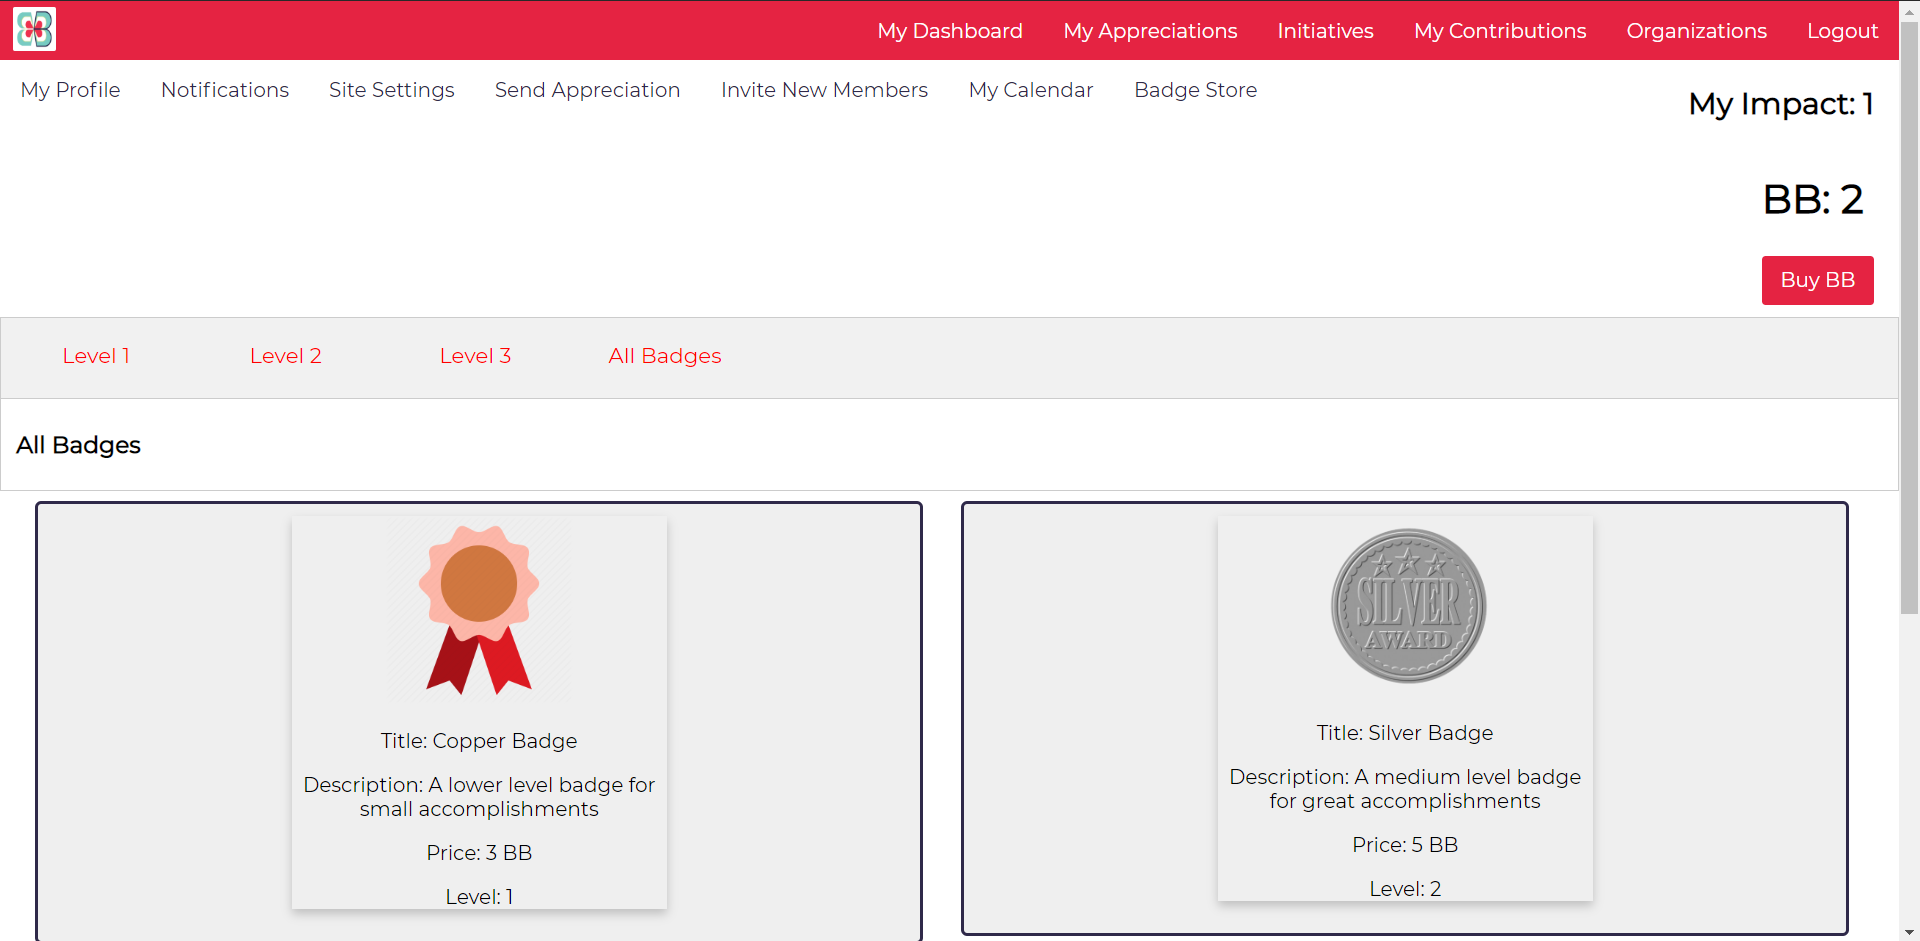 My Dashboard My Appreciations Initiatives My Contributions Organizations Logout
My Profile Notifications Site Settings Send Appreciation Invite New Members My Calendar Badge Store
My Impact: 1
BB: 2
Buy BB
Level 1 Level 2 Level 3 All Badges
All Badges
Title: Copper Badge
Description: A lower level badge for
small accomplishments
Price: 3 BB
Level: 1
SILVER
AWARD
Title: Silver Badge
Description: A medium level badge
for great accomplishments
Price: 5 BB
Level: 2